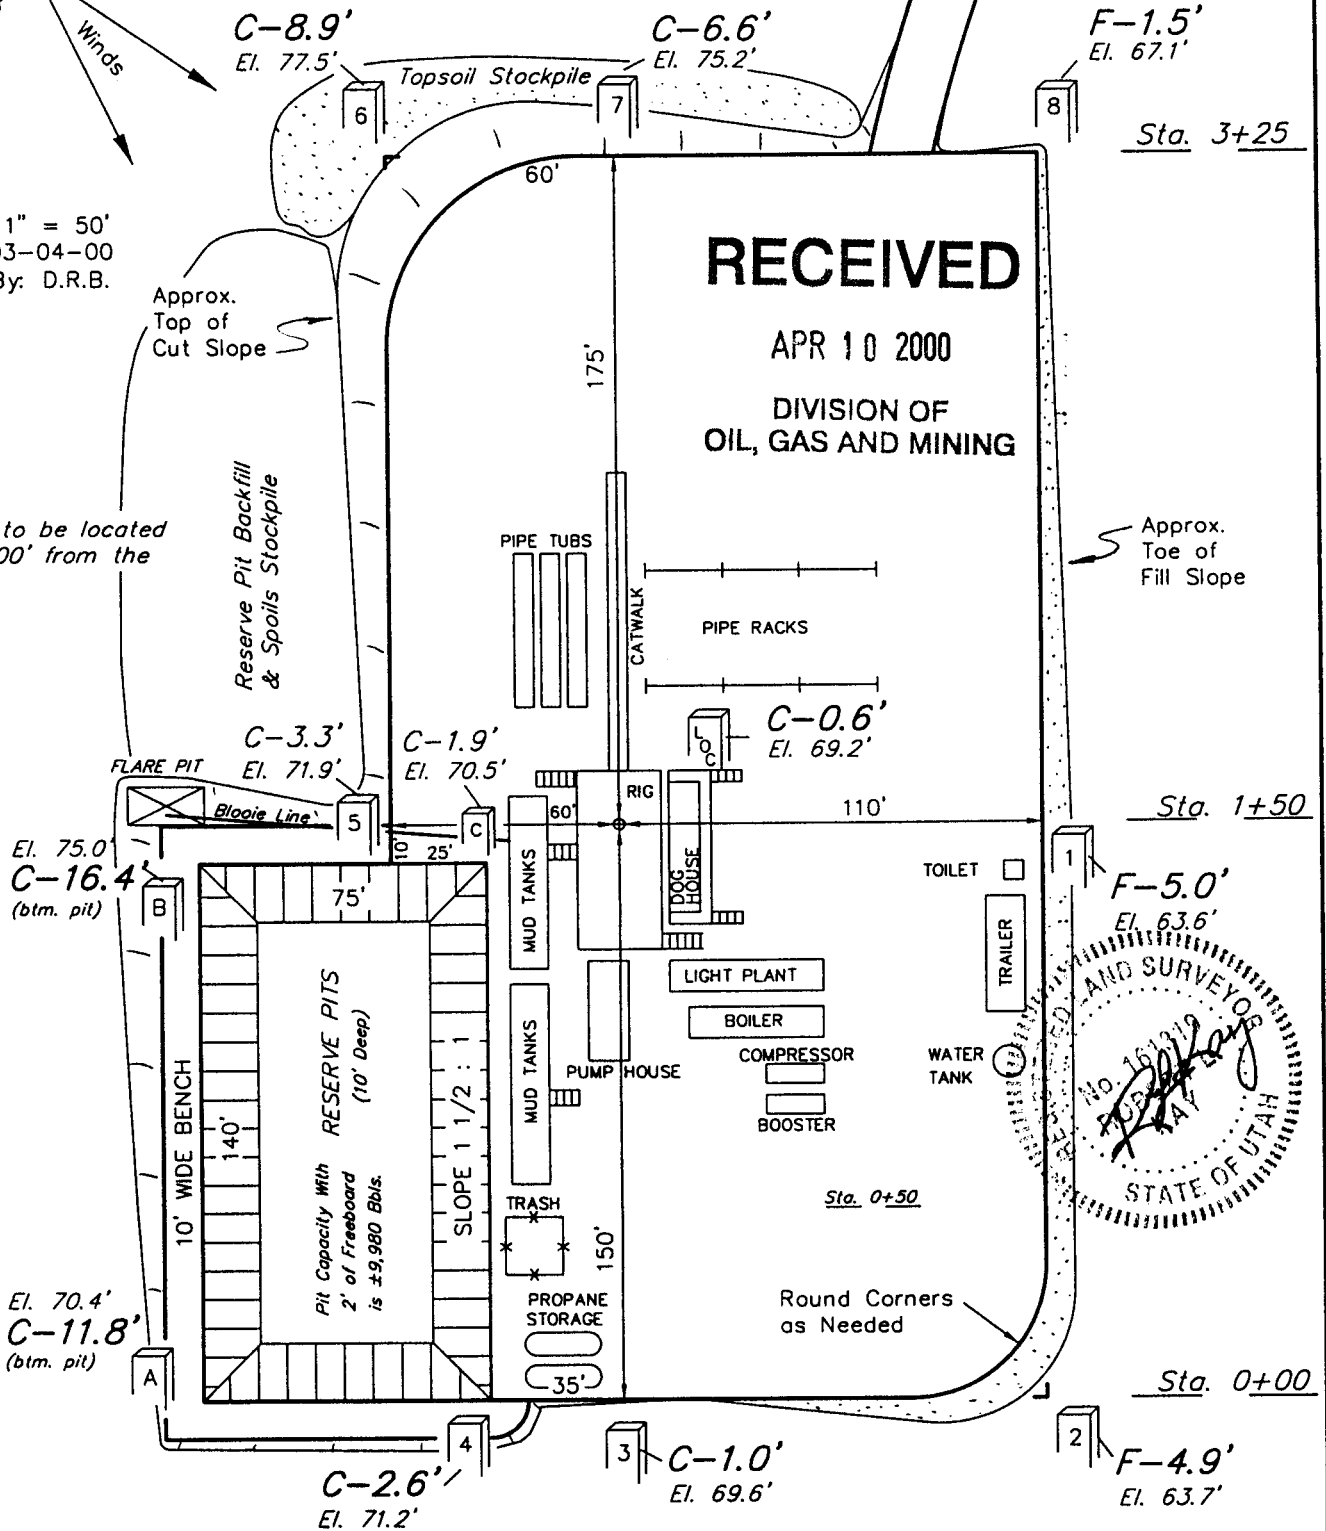 Winds
C-8.9'
El. 77.5'
C-6.6'
El. 75.2'
F-1.5'
El. 67.1'
6
Topsoil Stockpile
7
8
Sta. 3+25
60'
1" = 50'
03-04-00
By: D.R.B.
RECEIVED
APR 10 2000
DIVISION OF
OIL, GAS AND MINING
Approx.
Top of
Cut Slope
175'
Reserve Pit Backfill
& Spoils Stockpile
to be located
00' from the
Approx.
Toe of
Fill Slope
PIPE TUBS
CATWALK
PIPE RACKS
C-3.3'
El. 71.9'
C-1.9'
El. 70.5'
LOC
C-0.6'
El. 69.2'
FLARE PIT
Blooie Line
5
C
60'
RIG
110'
Sta. 1+50
El. 75.0'
C-16.4'
(btm. pit)
B
10'
25'
75'
MUD TANKS
DOG
HOUSE
TOILET
1
F-5.0'
El. 63.6'
TRAILER
LIGHT PLANT
BOILER
COMPRESSOR
BOOSTER
PUMP HOUSE
MUD TANKS
WATER
TANK
10' WIDE BENCH
140'
RESERVE PITS
(10' Deep)
Pit Capacity With
2' of Freeboard
is ±9,980 Bbls.
SLOPE 1 1/2 : 1
LAND SURVEYOR
No. 161319
KAY
STATE OF UTAH
Sta. 0+50
TRASH
150'
PROPANE
STORAGE
35'
Round Corners
as Needed
El. 70.4'
C-11.8'
(btm. pit)
A
Sta. 0+00
4
C-2.6'
El. 71.2'
3
C-1.0'
El. 69.6'
2
F-4.9'
El. 63.7'